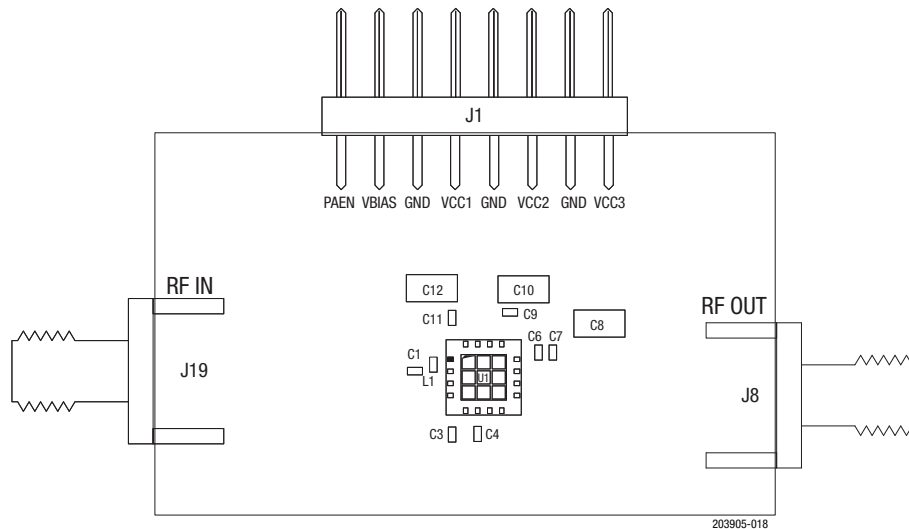 J1
PAEN VBIAS GND VCC1 GND VCC2 GND VCC3
RF IN
C12
C10
C11
C9
C8
RF OUT
C6 C7
C1
L1
U1
J19
J8
C3
C4
203905-018